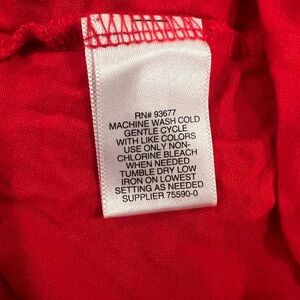 RN# 93677
MACHINE WASH COLD
GENTLE CYCLE
WITH LIKE COLORS
USE ONLY NON-
CHLORINE BLEACH
WHEN NEEDED
TUMBLE DRY LOW
IRON ON LOWEST
SETTING AS NEEDED
SUPPLIER 75590-0